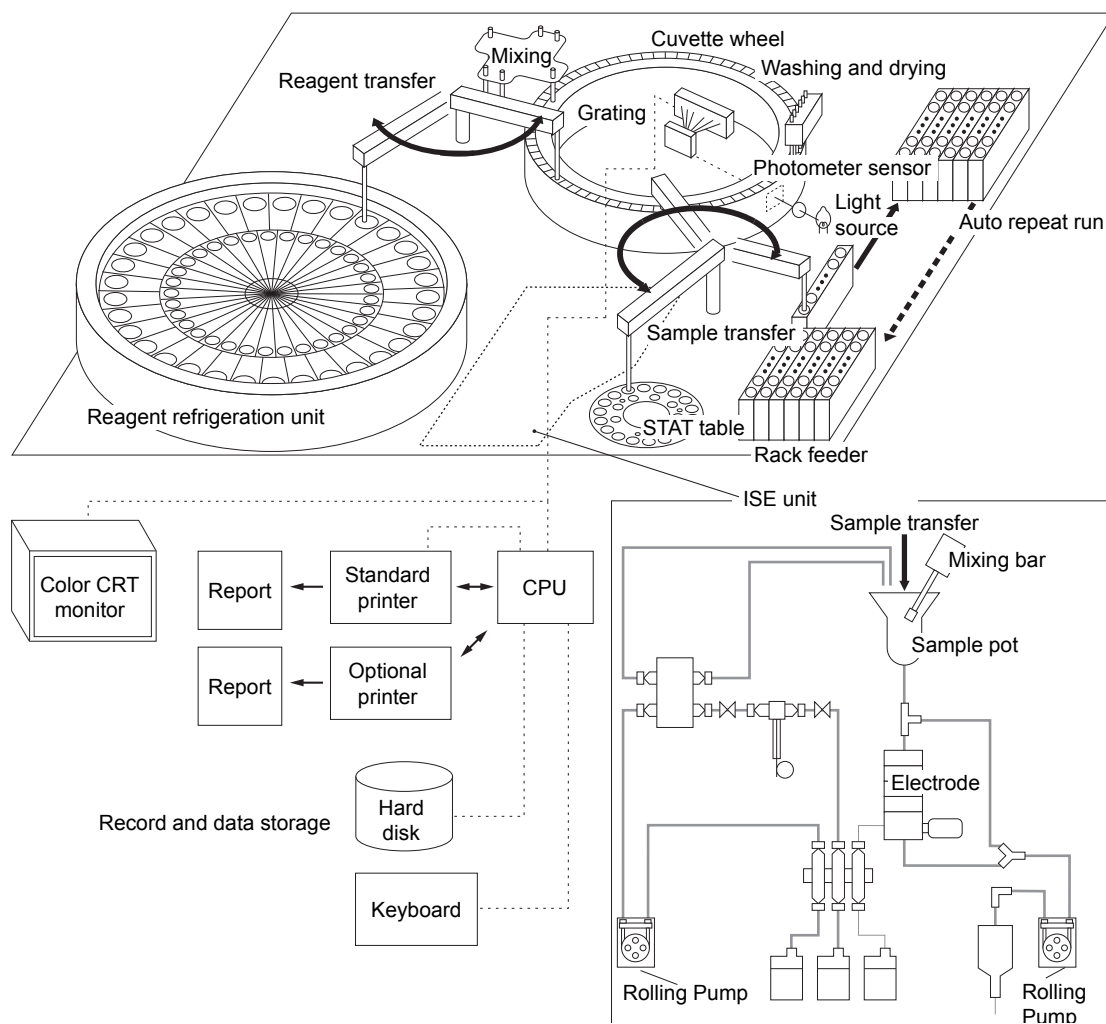 Cuvette wheel
Mixing
Washing and drying
Reagent transfer
Grating
Photometer sensor
Light
source
Auto repeat run
Sample transfer
Reagent refrigeration unit
STAT table
Rack feeder
ISE unit
Sample transfer
Mixing bar
Color CRT
monitor
Report
Standard
printer
CPU
Sample pot
Report
Optional
printer
Electrode
Record and data storage
Hard
disk
Keyboard
Rolling Pump
Rolling
Pump